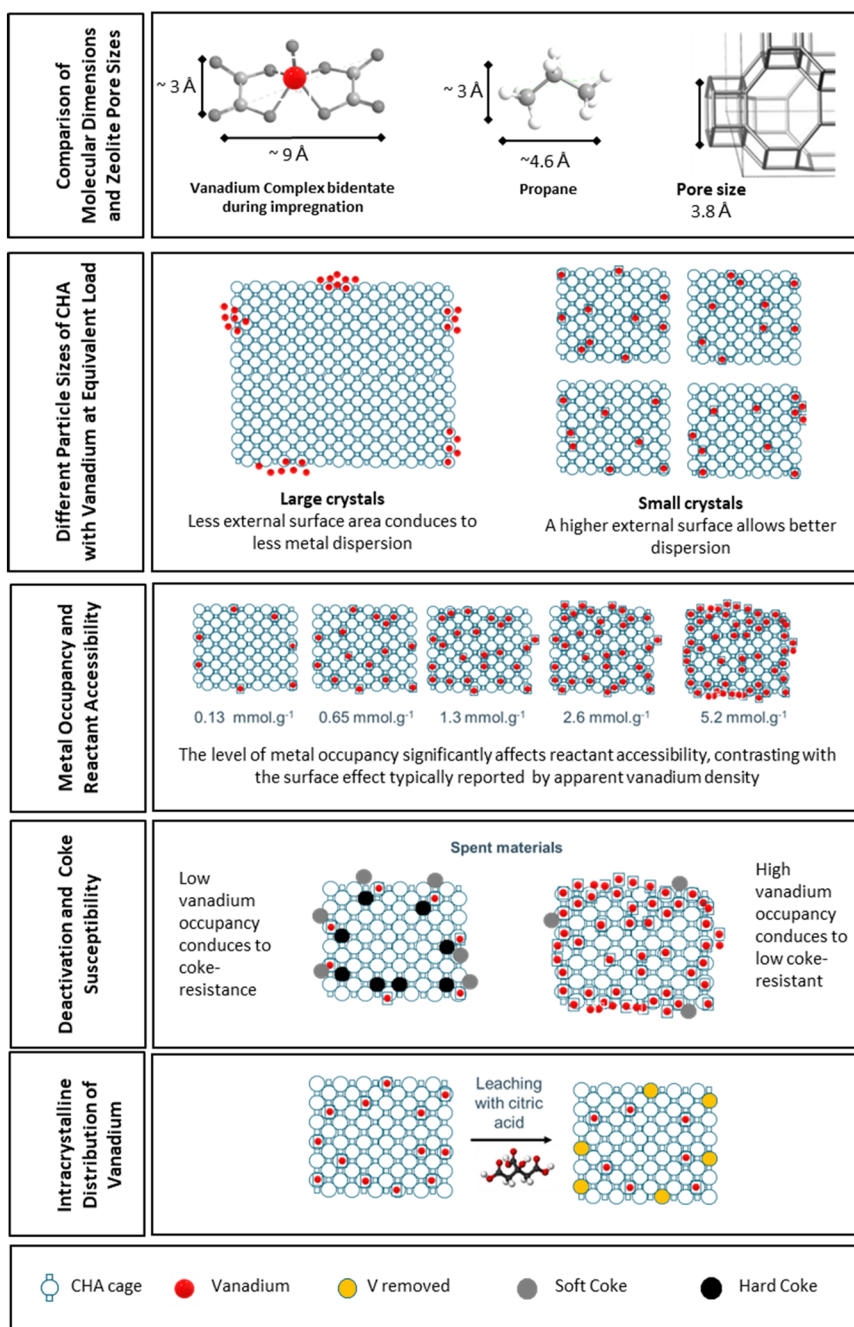 Comparison of
Molecular Dimensions
and Zeolite Pore Sizes
~ 3 Å
~ 9 Å
Vanadium Complex bidentate
during impregnation
~ 3 Å
~4.6 Å
Propane
Pore size
3.8 Å
Different Particle Sizes of CHA
with Vanadium at Equivalent Load
Large crystals
Less external surface area conduces to
less metal dispersion
Small crystals
A higher external surface allows better
dispersion
Metal Occupancy and
Reactant Accessibility
0.13 mmol.g⁻¹
0.65 mmol.g⁻¹
1.3 mmol.g⁻¹
2.6 mmol.g⁻¹
5.2 mmol.g⁻¹
The level of metal occupancy significantly affects reactant accessibility, contrasting with
the surface effect typically reported by apparent vanadium density
Deactivation and Coke
Susceptibility
Spent materials
Low
vanadium
occupancy
conduces to
coke-
resistance
High
vanadium
occupancy
conduces to
low coke-
resistant
Intracrystalline
Distribution of
Vanadium
Leaching
with citric
acid
CHA cage
Vanadium
V removed
Soft Coke
Hard Coke